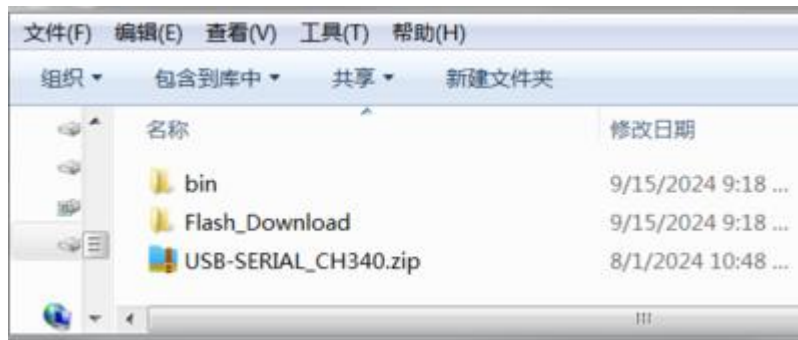 文件(F) 编辑(E) 查看(V) 工具(T) 帮助(H)
组织 包含到库中 共享 新建文件夹
名称 修改日期
bin 9/15/2024 9:18 ...
Flash_Download 9/15/2024 9:18 ...
USB-SERIAL_CH340.zip 8/1/2024 10:48 ...